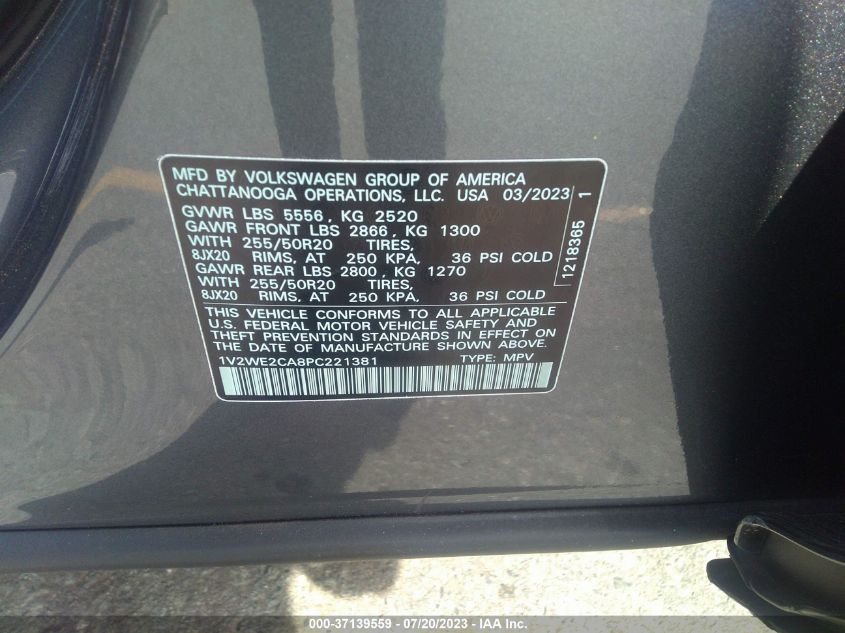 MFD BY VOLKSWAGEN GROUP OF AMERICA
CHATTANOOGA OPERATIONS, LLC. USA 03/2023
GVWR LBS 5556, KG 2520
GAWR FRONT LBS 2866, KG 1300
WITH 255/50R20 TIRES,
8JX20 RIMS, AT 250 KPA, 36 PSI COLD
GAWR REAR LBS 2800, KG 1270
WITH 255/50R20 TIRES,
8JX20 RIMS, AT 250 KPA, 36 PSI COLD
1218365 1
THIS VEHICLE CONFORMS TO ALL APPLICABLE
U.S. FEDERAL MOTOR VEHICLE SAFETY AND
THEFT PREVENTION STANDARDS IN EFFECT ON
THE DATE OF MANUFACTURE SHOWN ABOVE.
1V2WE2CA8PC221381 TYPE: MPV
000-37139559 - 07/20/2023 - IAA Inc.